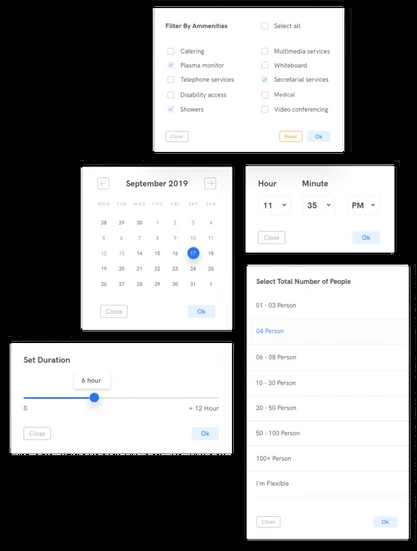 Filter By Ammenities
Select all
Catering
Multimedia services
Plasma monitor
Whiteboard
Telephone services
Secretarial services
Disability access
Medical
Showers
Video conferencing
Close
Reset
Ok
September 2019
MON TUE WED THU FRI SAT SUN
28 29 30 1 2 3 4
5 6 7 8 9 10 11
12 13 14 15 16 17 18
19 20 21 22 23 24 25
26 27 28 29 30 31 1
Close
Ok
Hour
Minute
11
35
PM
Close
Ok
Select Total Number of People
01 - 03 Person
04 Person
06 - 08 Person
10 - 30 Person
30 - 50 Person
50 - 100 Person
100+ Person
I'm Flexible
Close
Ok
Set Duration
6 hour
0
+ 12 Hour
Close
Ok